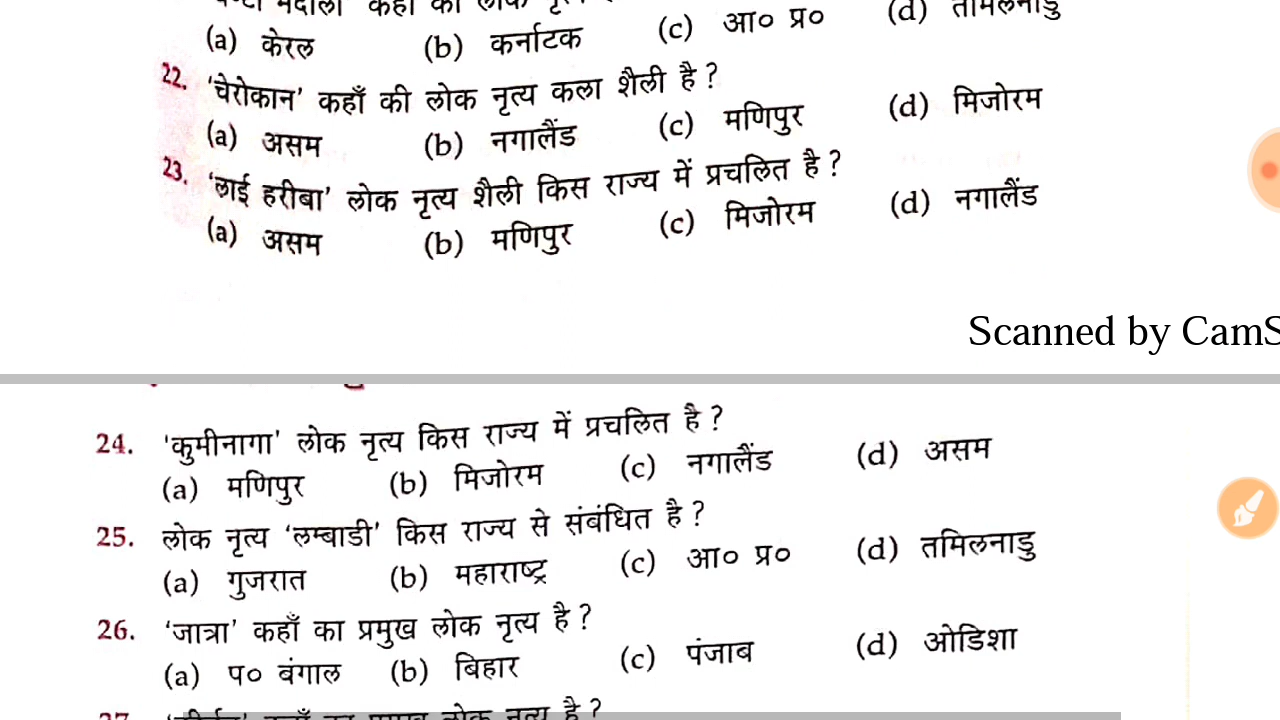 (a) केरल (b) कर्नाटक (c) आ० प्र० (d) तामिलनाडु
22. 'चेरोकान' कहाँ की लोक नृत्य कला शैली है ?
(a) असम (b) नगालैंड (c) मणिपुर (d) मिजोरम
23. 'लाई हरीबा' लोक नृत्य शैली किस राज्य में प्रचलित है ?
(a) असम (b) मणिपुर (c) मिजोरम (d) नगालैंड
Scanned by CamS
24. 'कुमीनागा' लोक नृत्य किस राज्य में प्रचलित है ?
(a) मणिपुर (b) मिजोरम (c) नगालैंड (d) असम
25. लोक नृत्य 'लम्बाडी' किस राज्य से संबंधित है ?
(a) गुजरात (b) महाराष्ट्र (c) आ० प्र० (d) तमिलनाडु
26. 'जात्रा' कहाँ का प्रमुख लोक नृत्य है ?
(a) प० बंगाल (b) बिहार (c) पंजाब (d) ओडिशा